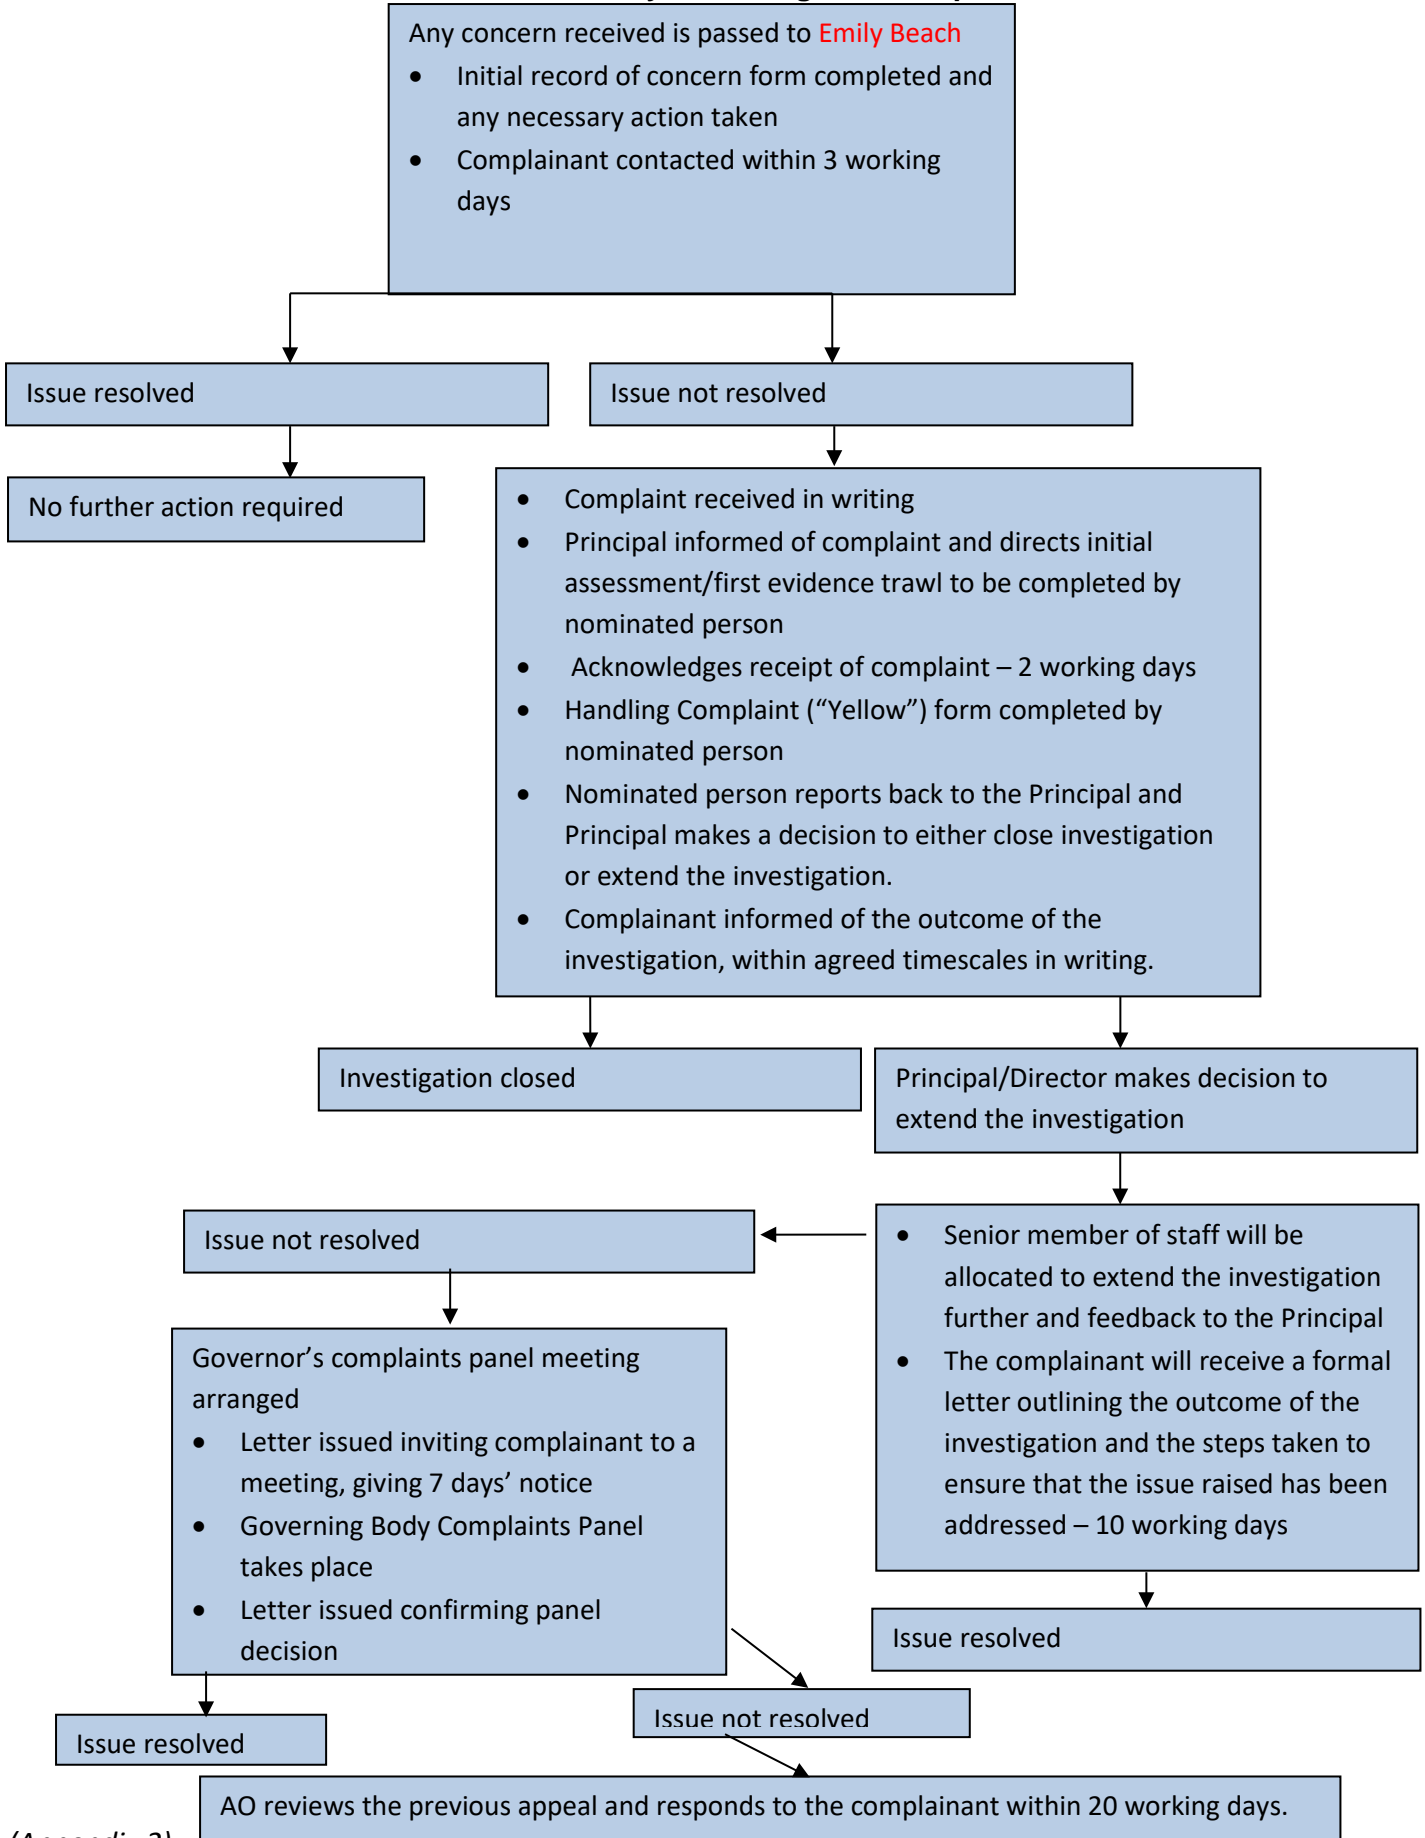 Any concern received is passed to Emily Beach
• Initial record of concern form completed and
any necessary action taken
• Complainant contacted within 3 working
days
Issue resolved
Issue not resolved
No further action required
• Complaint received in writing
• Principal informed of complaint and directs initial
assessment/first evidence trawl to be completed by
nominated person
• Acknowledges receipt of complaint – 2 working days
• Handling Complaint (“Yellow”) form completed by
nominated person
• Nominated person reports back to the Principal and
Principal makes a decision to either close investigation
or extend the investigation.
• Complainant informed of the outcome of the
investigation, within agreed timescales in writing.
Investigation closed
Principal/Director makes decision to
extend the investigation
• Senior member of staff will be
allocated to extend the investigation
further and feedback to the Principal
• The complainant will receive a formal
letter outlining the outcome of the
investigation and the steps taken to
ensure that the issue raised has been
addressed – 10 working days
Issue not resolved
Governor’s complaints panel meeting
arranged
• Letter issued inviting complainant to a
meeting, giving 7 days’ notice
• Governing Body Complaints Panel
takes place
• Letter issued confirming panel
decision
Issue resolved
Issue not resolved
Issue resolved
AO reviews the previous appeal and responds to the complainant within 20 working days.